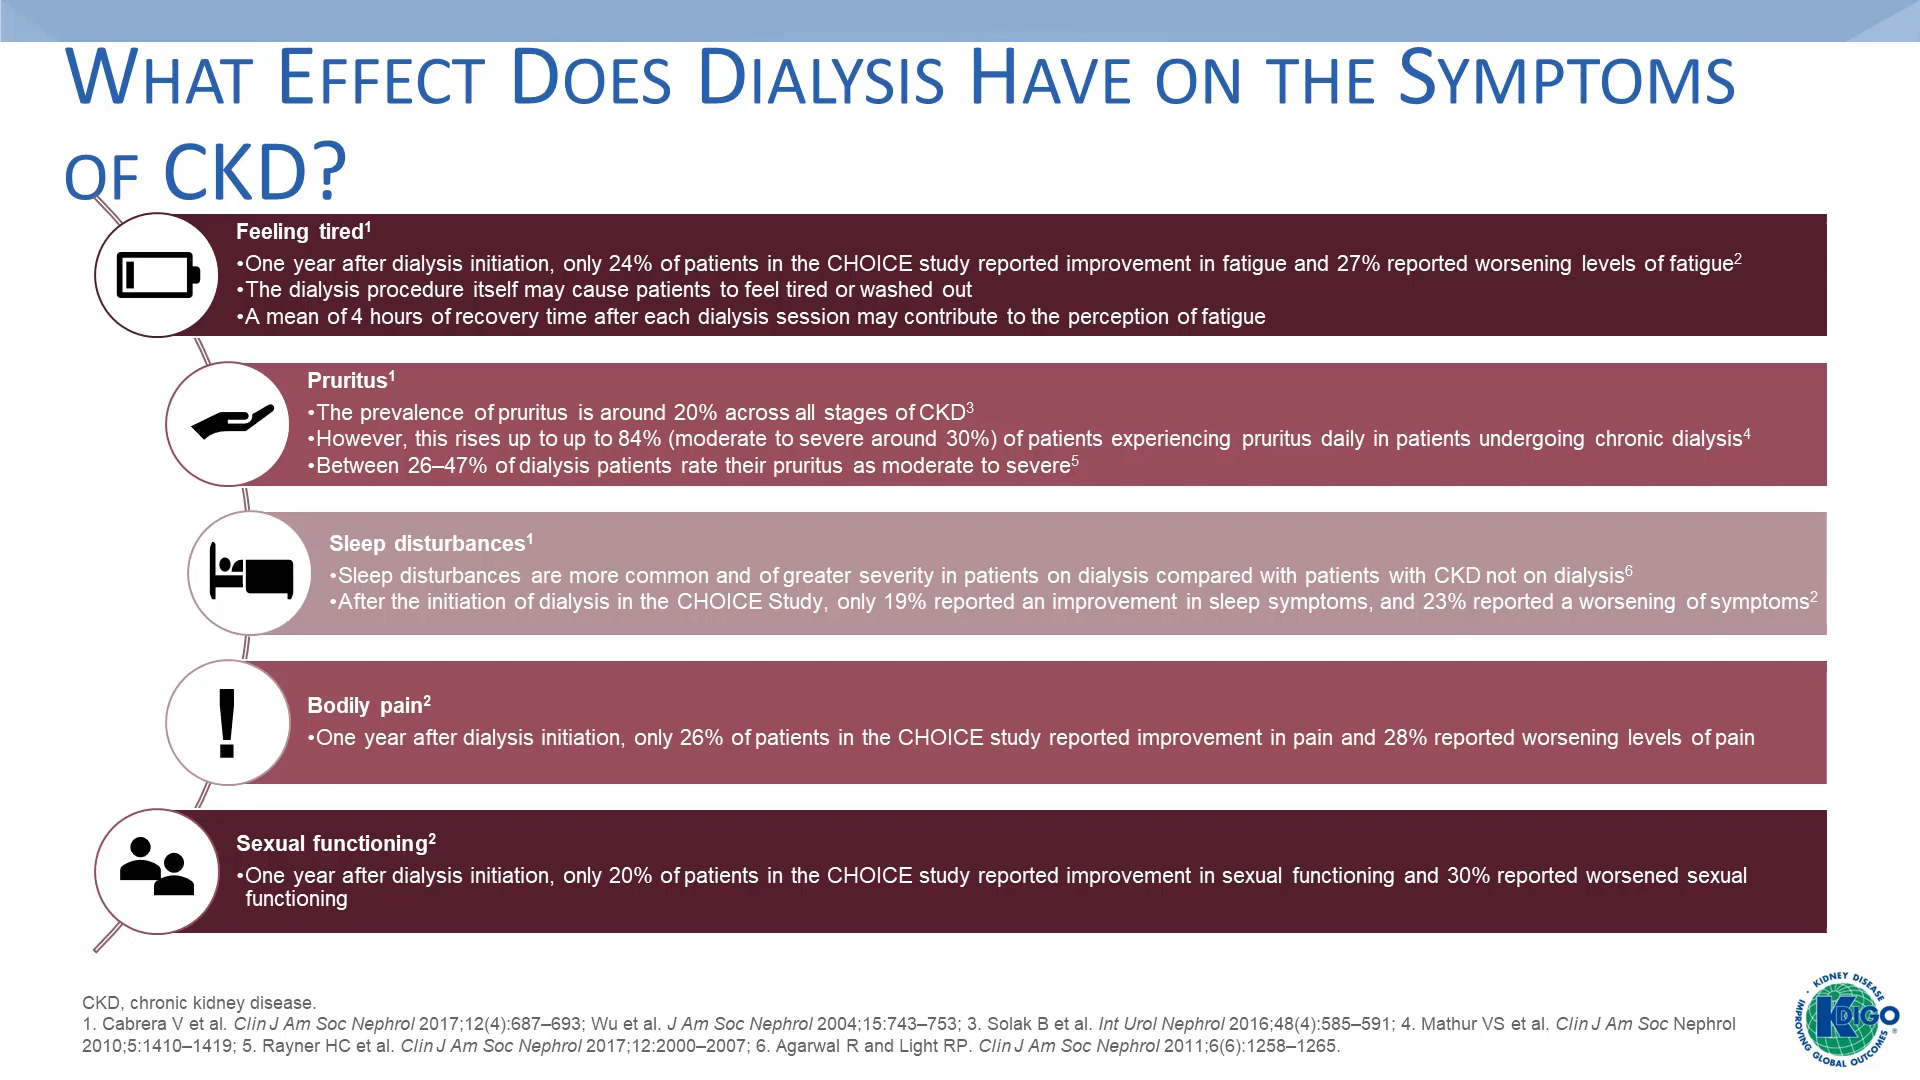 WHAT EFFECT DOES DIALYSIS HAVE ON THE SYMPTOMS
OF CKD?
Feeling tired¹
•One year after dialysis initiation, only 24% of patients in the CHOICE study reported improvement in fatigue and 27% reported worsening levels of fatigue²
•The dialysis procedure itself may cause patients to feel tired or washed out
•A mean of 4 hours of recovery time after each dialysis session may contribute to the perception of fatigue
Pruritus¹
•The prevalence of pruritus is around 20% across all stages of CKD³
•However, this rises up to up to 84% (moderate to severe around 30%) of patients experiencing pruritus daily in patients undergoing chronic dialysis⁴
•Between 26–47% of dialysis patients rate their pruritus as moderate to severe⁵
Sleep disturbances¹
•Sleep disturbances are more common and of greater severity in patients on dialysis compared with patients with CKD not on dialysis⁶
•After the initiation of dialysis in the CHOICE Study, only 19% reported an improvement in sleep symptoms, and 23% reported a worsening of symptoms²
Bodily pain²
•One year after dialysis initiation, only 26% of patients in the CHOICE study reported improvement in pain and 28% reported worsening levels of pain
Sexual functioning²
•One year after dialysis initiation, only 20% of patients in the CHOICE study reported improvement in sexual functioning and 30% reported worsened sexual
functioning
CKD, chronic kidney disease.
1. Cabrera V et al. Clin J Am Soc Nephrol 2017;12(4):687–693; Wu et al. J Am Soc Nephrol 2004;15:743–753; 3. Solak B et al. Int Urol Nephrol 2016;48(4):585–591; 4. Mathur VS et al. Clin J Am Soc Nephrol
2010;5:1410–1419; 5. Rayner HC et al. Clin J Am Soc Nephrol 2017;12:2000–2007; 6. Agarwal R and Light RP. Clin J Am Soc Nephrol 2011;6(6):1258–1265.
KIDNEY DISEASE
KDIGO
IMPROVING GLOBAL OUTCOMES